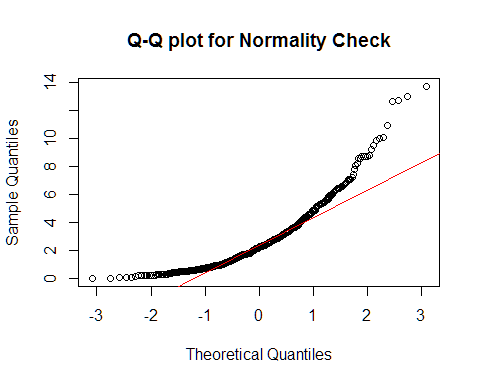 Q-Q plot for Normality Check
Sample Quantiles
14
10
8
6
4
2
0
-3 -2 -1 0 1 2 3
Theoretical Quantiles